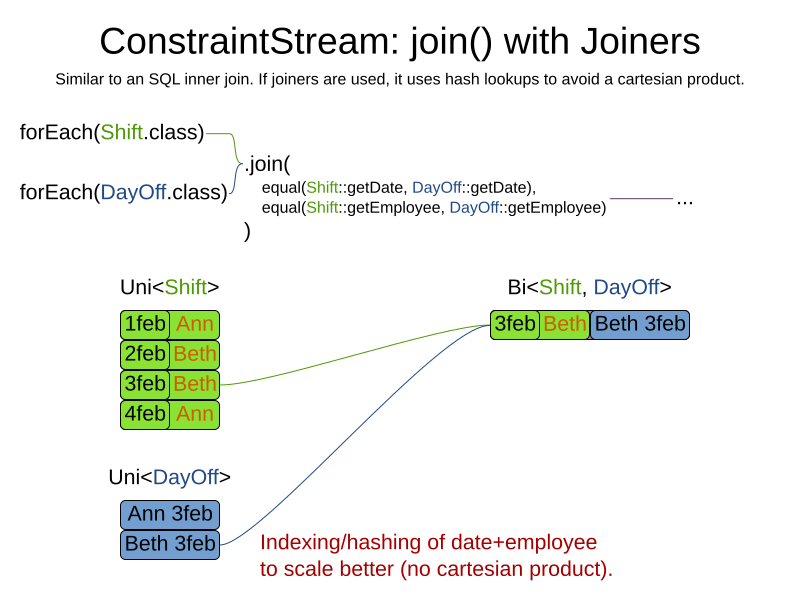 ConstraintStream: join() with Joiners
Similar to an SQL inner join. If joiners are used, it uses hash lookups to avoid a cartesian product.
forEach(Shift.class)
.join(
forEach(DayOff.class)
equal(Shift::getDate, DayOff::getDate),
equal(Shift::getEmployee, DayOff::getEmployee)
...
)
Uni<Shift>
1feb Ann
2feb Beth
3feb Beth
4feb Ann
Bi<Shift, DayOff>
3feb Beth Beth 3feb
Uni<DayOff>
Ann 3feb
Beth 3feb
Indexing/hashing of date+employee
to scale better (no cartesian product).